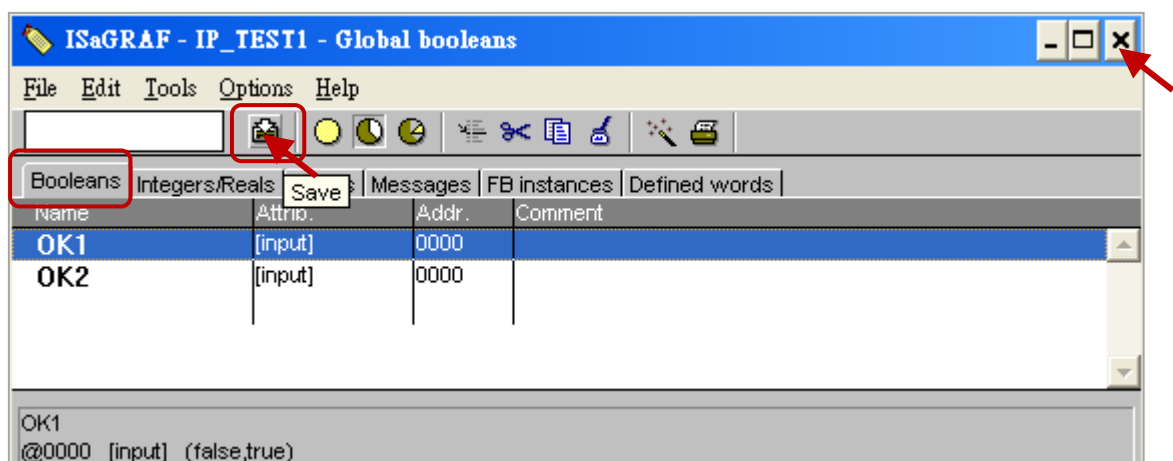 ISaGRAF - IP_TEST1 - Global booleans
File Edit Tools Options Help
Booleans Integers/Reals Messages FB instances Defined words
Save
Name Attrib. Addr. Comment
OK1 [input] 0000
OK2 [input] 0000
OK1
@0000 [input] (false,true)